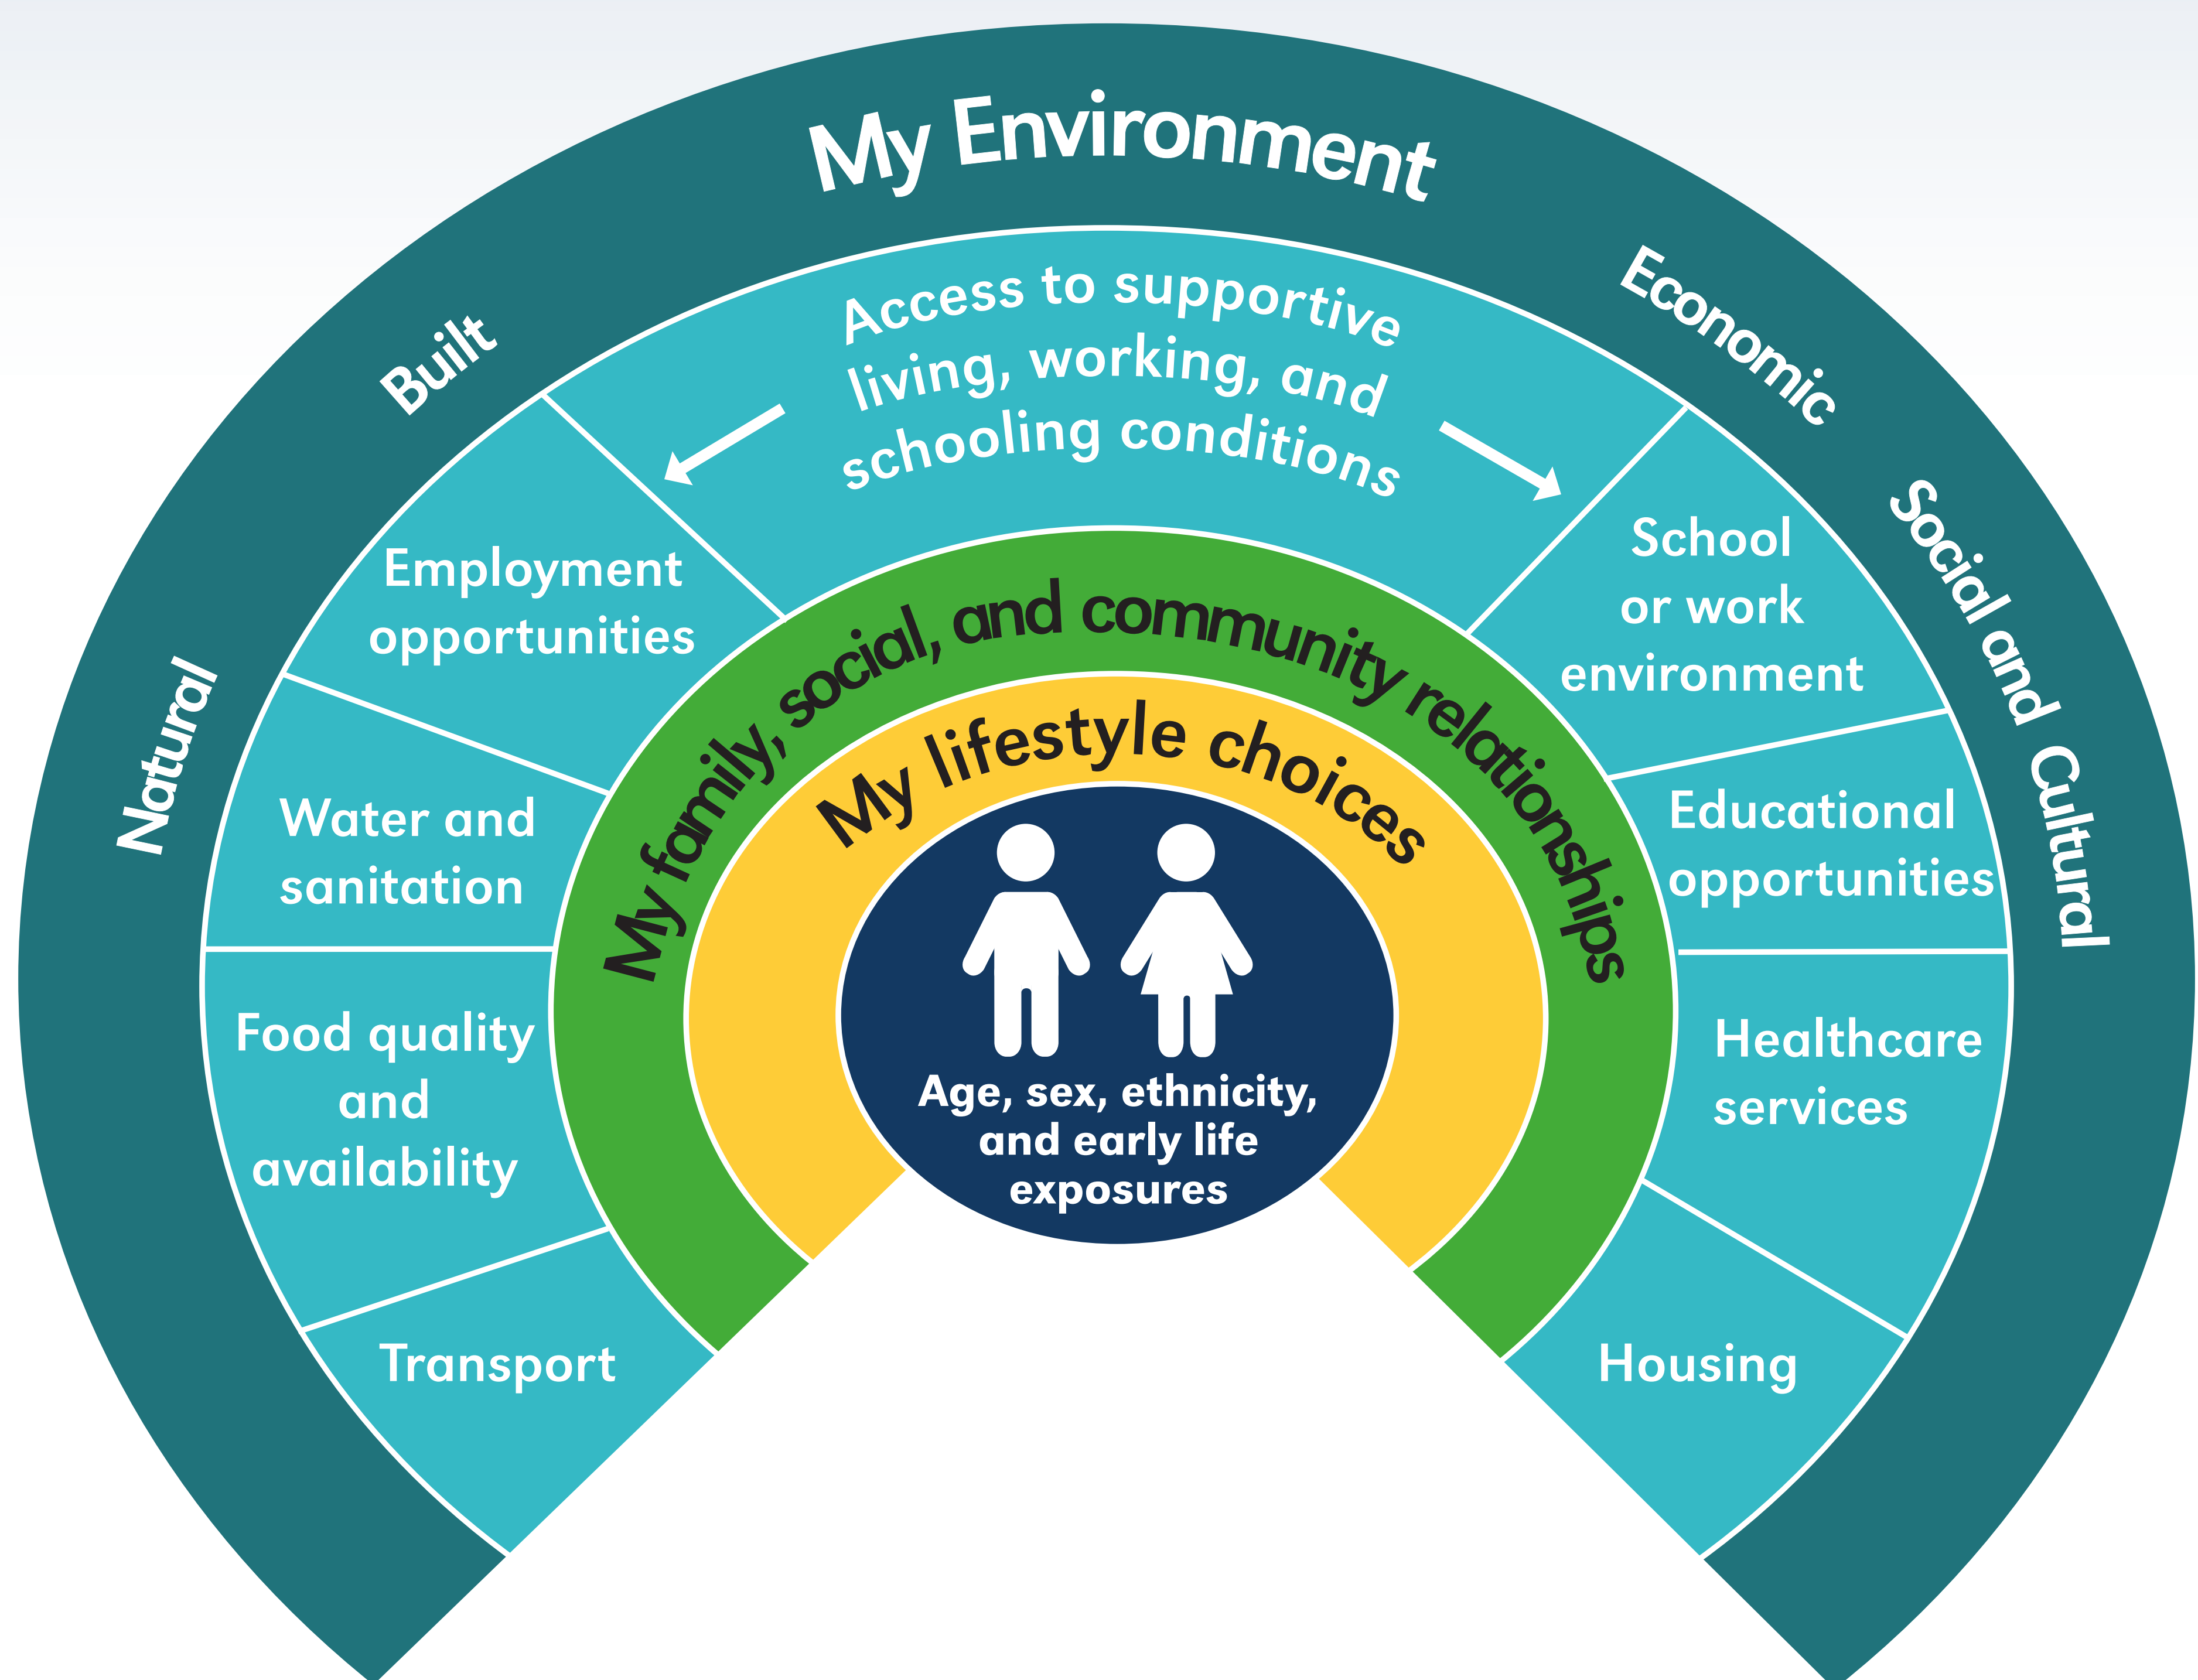 My Environment
Natural
Built
Economic
Social and Cultural
Access to supportive
living, working, and
schooling conditions
Employment
opportunities
Water and
sanitation
Food quality
and
availability
Transport
School
or work
environment
Educational
opportunities
Healthcare
services
Housing
My family, social, and community relationships
My lifestyle choices
Age, sex, ethnicity,
and early life
exposures